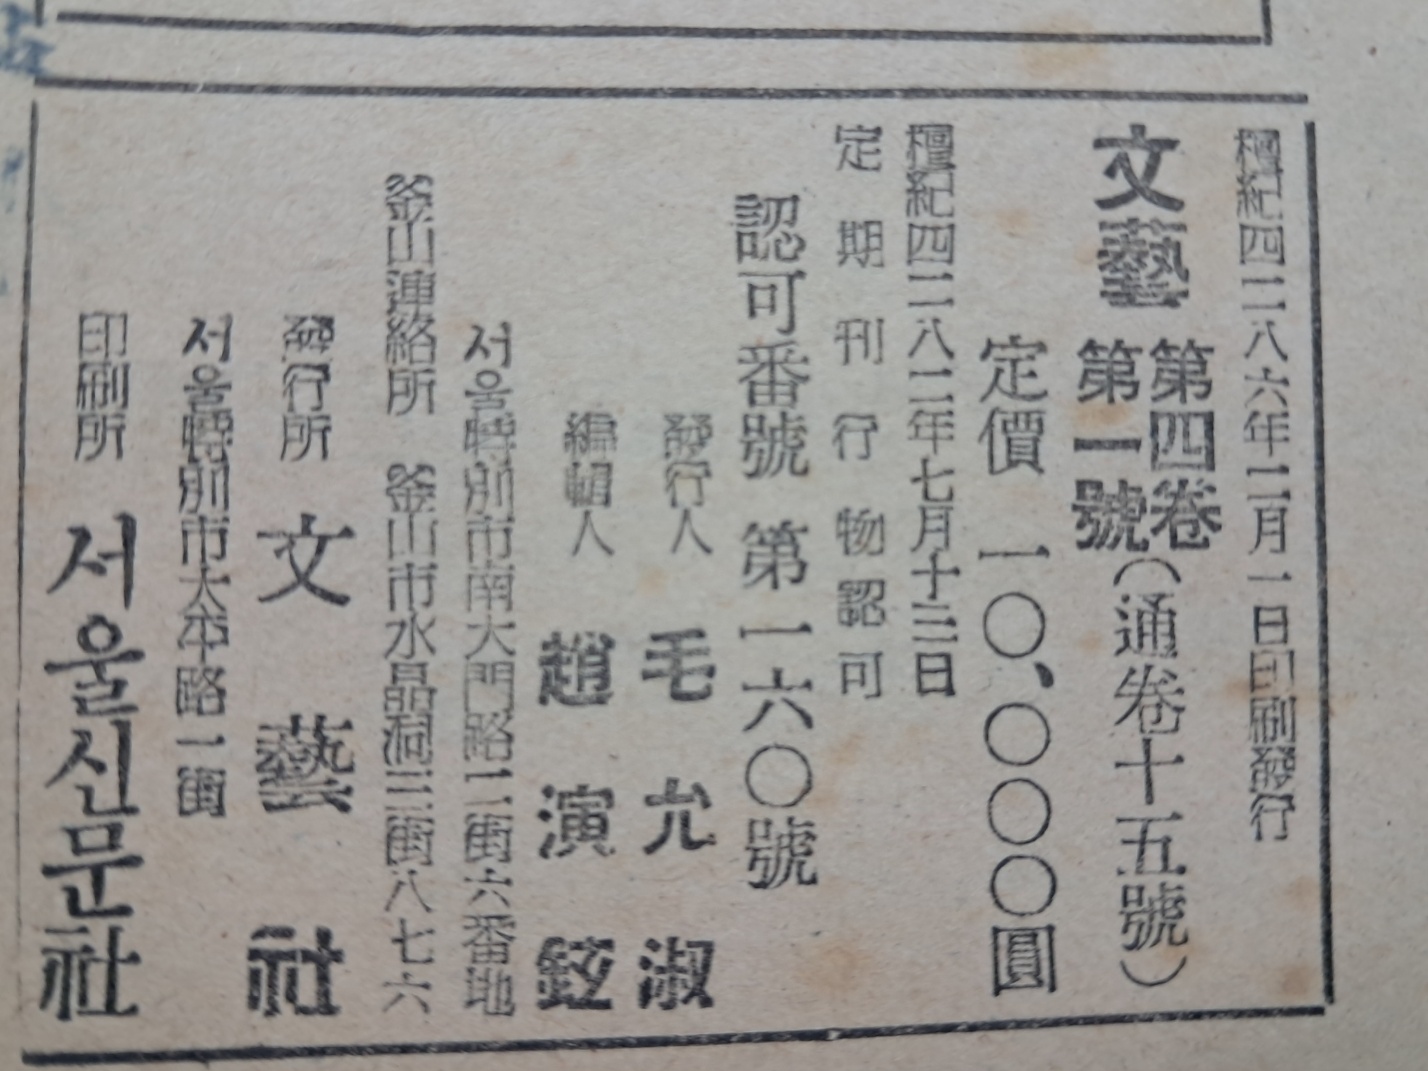 檀紀四二八六年二月一日印刷發行
文藝 第四卷第一號(通卷十五號)
定價 一〇、〇〇〇圓
檀紀四二八二年七月十三日
定期刊行物認可
認可番號 第一六〇號
發行人 毛允淑
編輯人 趙演鉉
서울特別市南大門路二街六番地
釜山連絡所 釜山市水晶洞三街八七六
發行所 文藝社
서울特別市太平路一街
印刷所 서울신문社